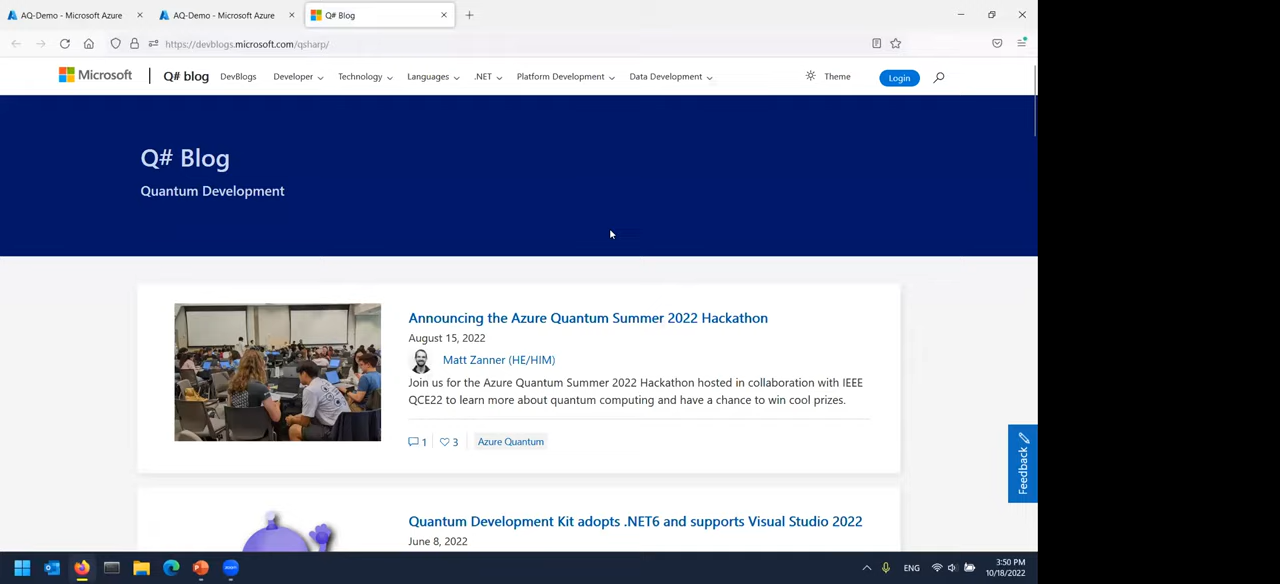 AQ-Demo - Microsoft Azure
AQ-Demo - Microsoft Azure
Q# Blog
https://devblogs.microsoft.com/qsharp/
Microsoft
Q# blog
DevBlogs
Developer
Technology
Languages
.NET
Platform Development
Data Development
Theme
Login
Q# Blog
Quantum Development
Announcing the Azure Quantum Summer 2022 Hackathon
August 15, 2022
Matt Zanner (HE/HIM)
Join us for the Azure Quantum Summer 2022 Hackathon hosted in collaboration with IEEE
QCE22 to learn more about quantum computing and have a chance to win cool prizes.
1
3
Azure Quantum
Feedback
Quantum Development Kit adopts .NET6 and supports Visual Studio 2022
June 8, 2022
ENG
3:50 PM
10/18/2022